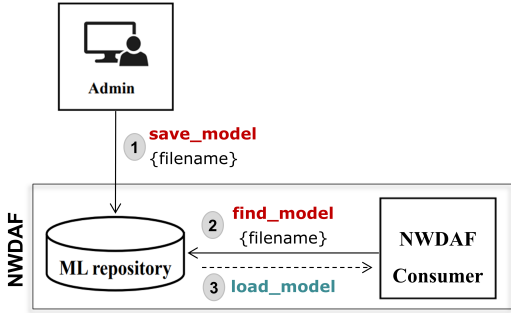 Admin
1
save_model
{filename}
NWDAF
ML repository
2
find_model
{filename}
3
load_model
NWDAF
Consumer